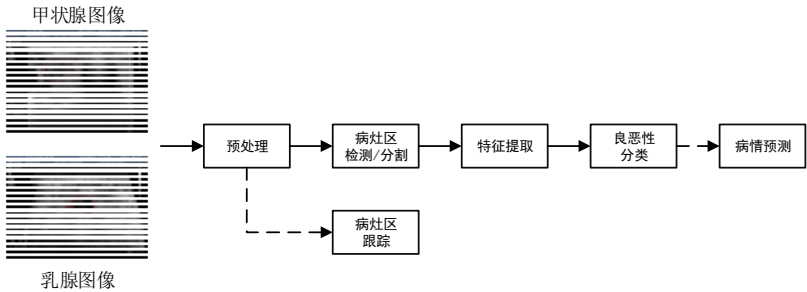 甲状腺图像
预处理
病灶区
检测/分割
特征提取
良恶性
分类
病情预测
病灶区
跟踪
乳腺图像